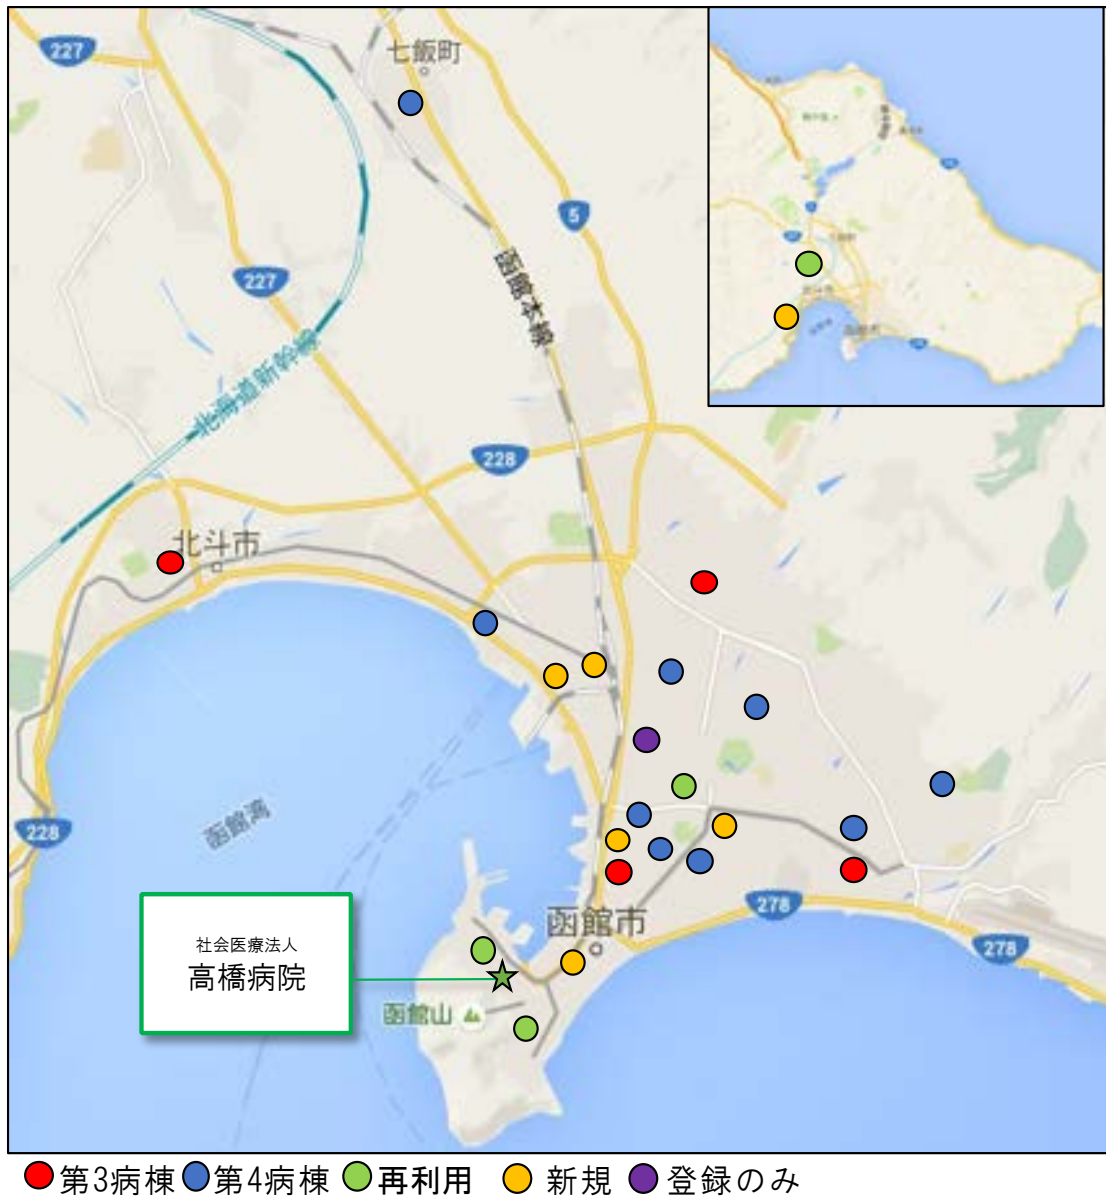 227
七飯町
5
函館本線
227
北海道新幹線
228
北斗市
函館湾
228
278
函館市
278
社会医療法人
高橋病院
函館山
第3病棟 第4病棟 再利用 新規 登録のみ